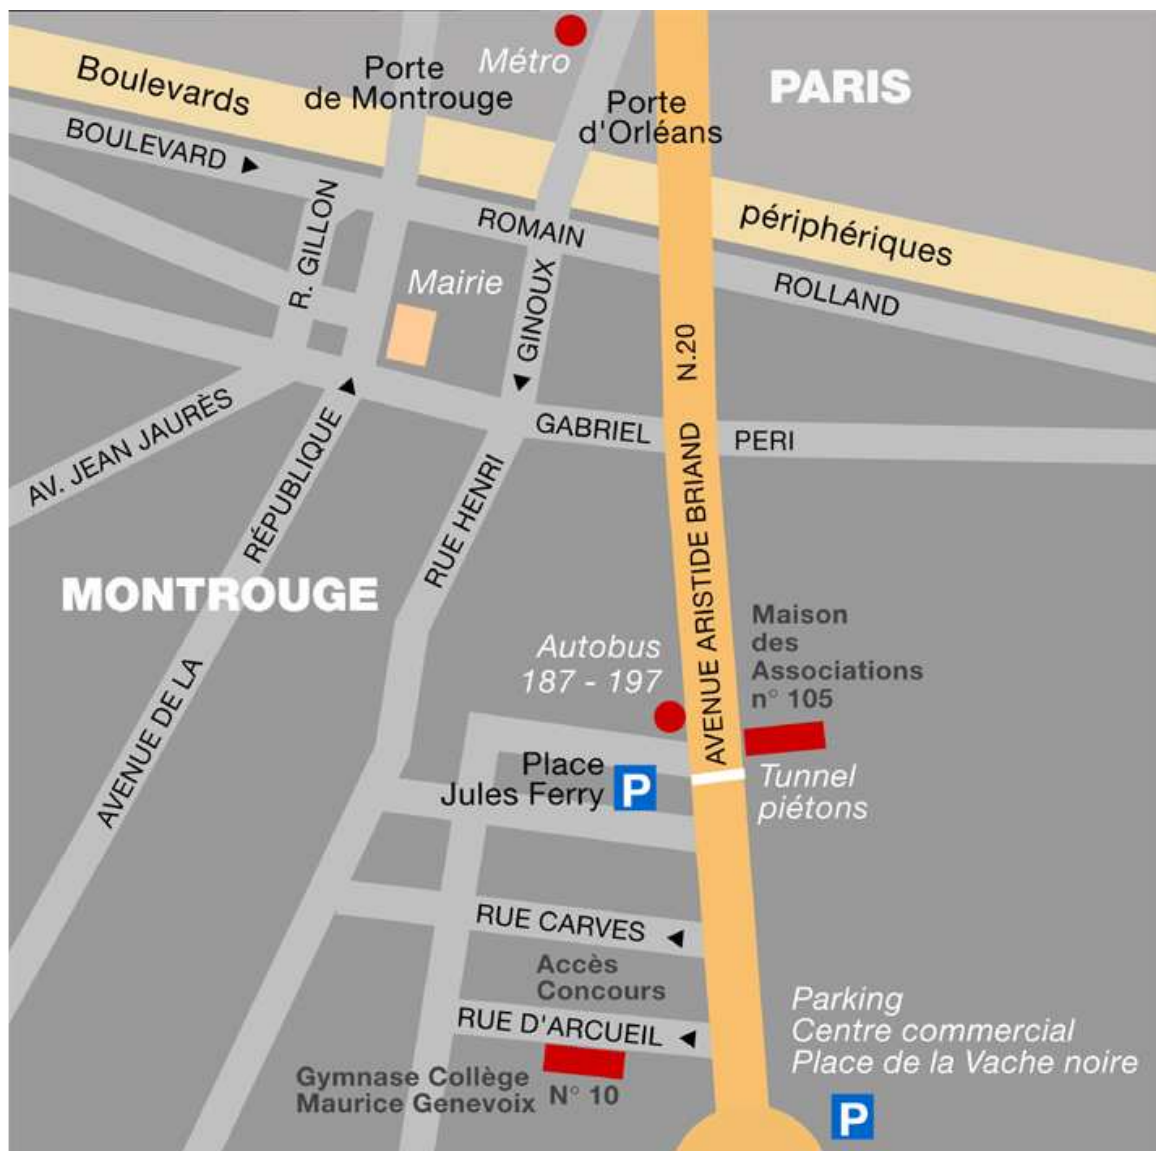 Métro
PARIS
Porte
de Montrouge
Porte
d'Orléans
Boulevards
périphériques
BOULEVARD
ROMAIN
ROLLAND
R. GILLON
Mairie
GINOUX
N.20
AV. JEAN JAURÈS
GABRIEL
PERI
RÉPUBLIQUE
RUE HENRI
AVENUE ARISTIDE BRIAND
MONTROUGE
AVENUE DE LA
Autobus
187 - 197
Maison
des
Associations
n° 105
Place
Jules Ferry
P
Tunnel
piétons
RUE CARVES
Accès
Concours
RUE D'ARCUEIL
Gymnase Collège
Maurice Genevoix
N° 10
Parking
Centre commercial
Place de la Vache noire
P